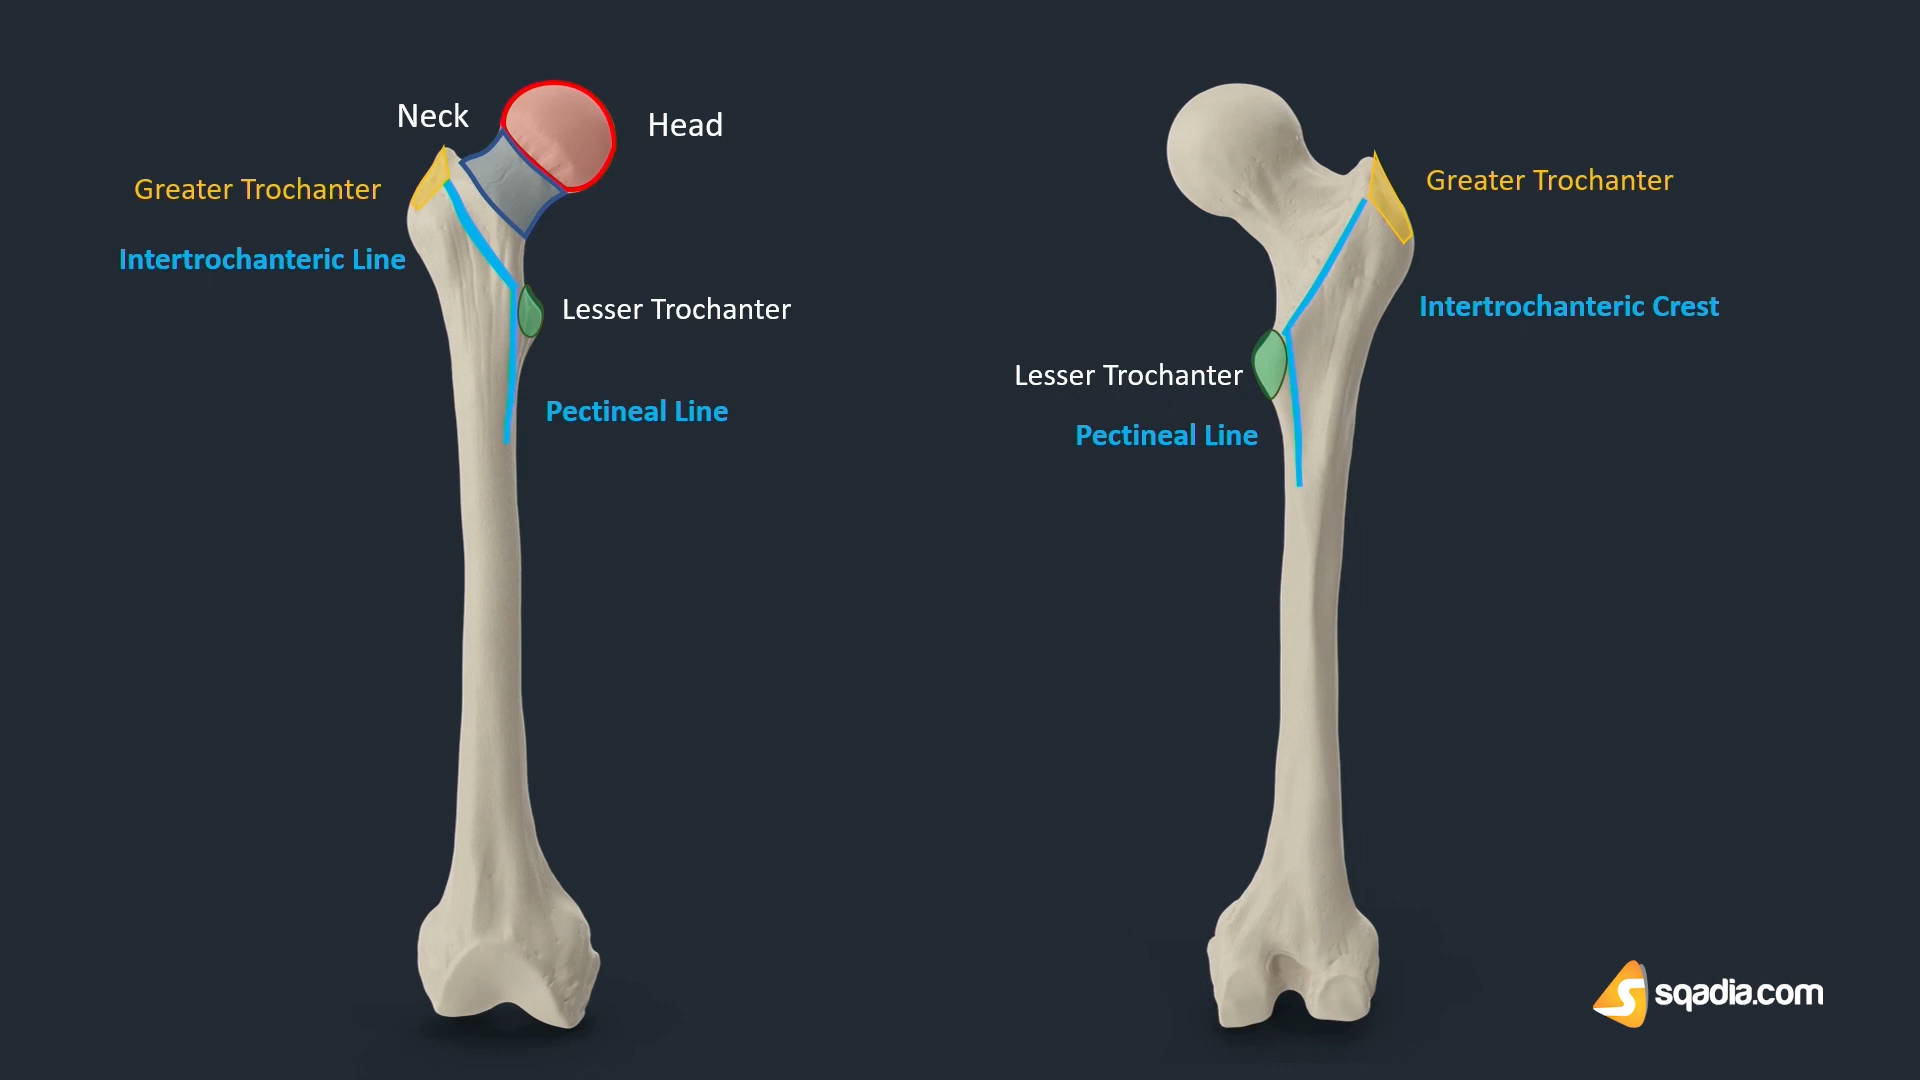 Neck
Head
Greater Trochanter
Intertrochanteric Line
Lesser Trochanter
Pectineal Line
Greater Trochanter
Intertrochanteric Crest
Lesser Trochanter
Pectineal Line
sqadia.com